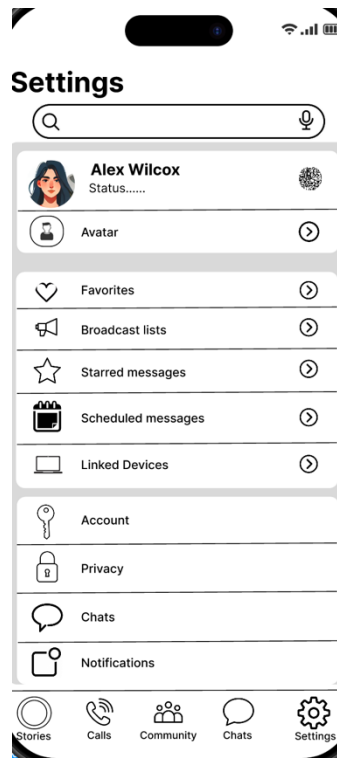 Settings
Alex Wilcox
Status......
Avatar
Favorites
Broadcast lists
Starred messages
Scheduled messages
Linked Devices
Account
Privacy
Chats
Notifications
Stories
Calls
Community
Chats
Settings